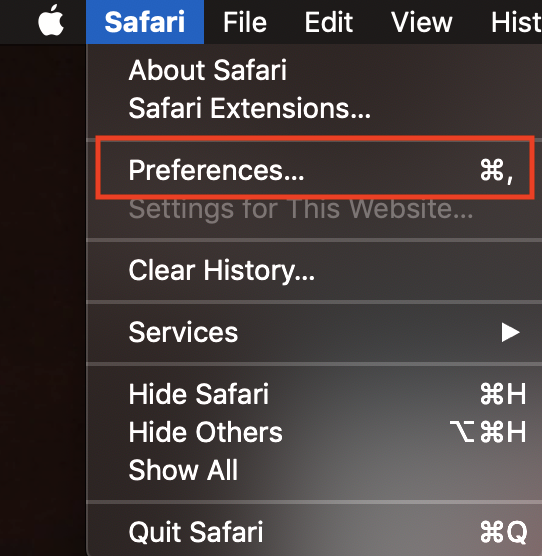 Safari File Edit View Hist
About Safari
Safari Extensions...
Preferences... ⌘,
Settings for This Website...
Clear History...
Services ▶
Hide Safari ⌘H
Hide Others ⌥⌘H
Show All
Quit Safari ⌘Q